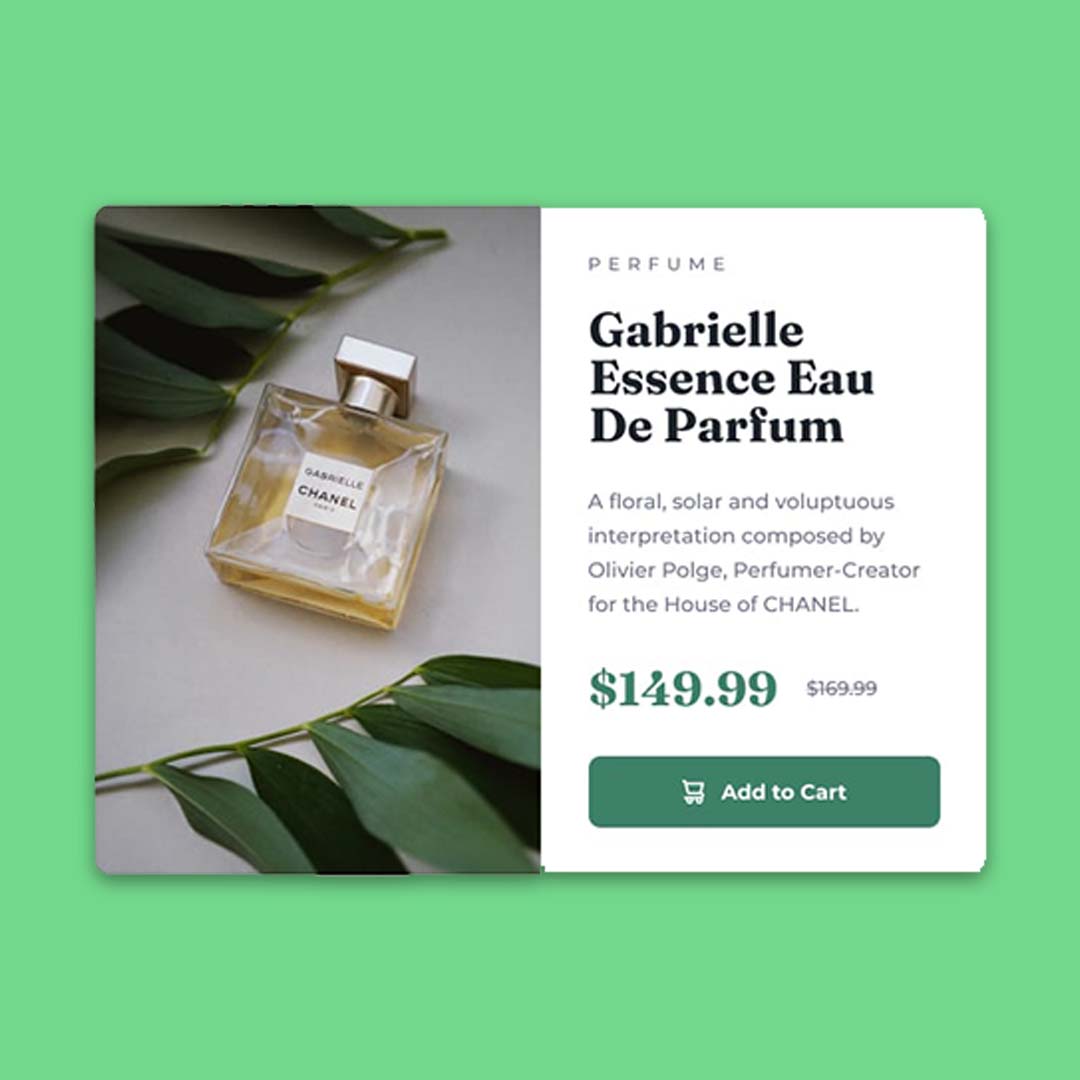 GABRIELLE
CHANEL
PARIS
PERFUME
Gabrielle
Essence Eau
De Parfum
A floral, solar and voluptuous
interpretation composed by
Olivier Polge, Perfumer-Creator
for the House of CHANEL.
$149.99 $169.99
Add to Cart